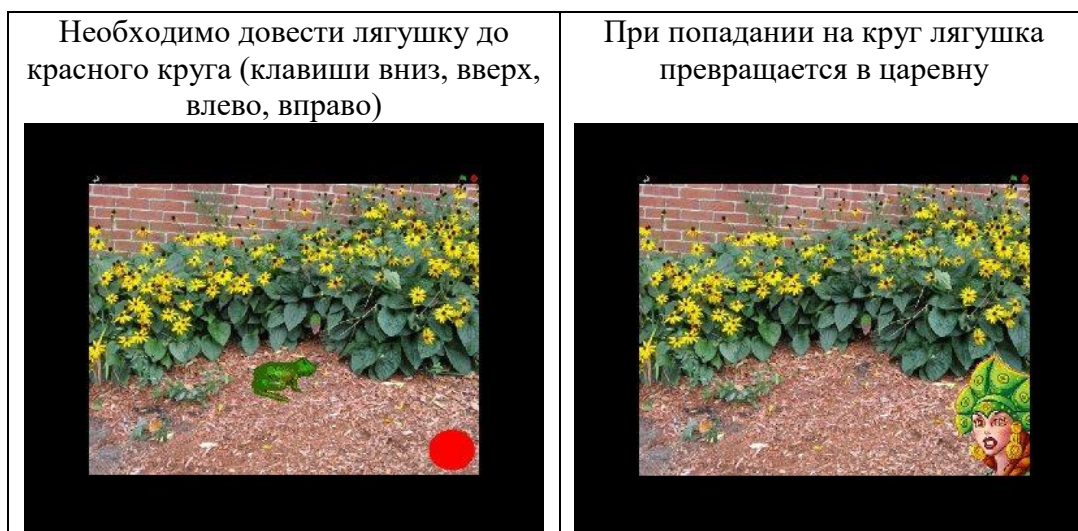 Необходимо довести лягушку до
красного круга (клавиши вниз, вверх,
влево, вправо)
При попадании на круг лягушка
превращается в царевну